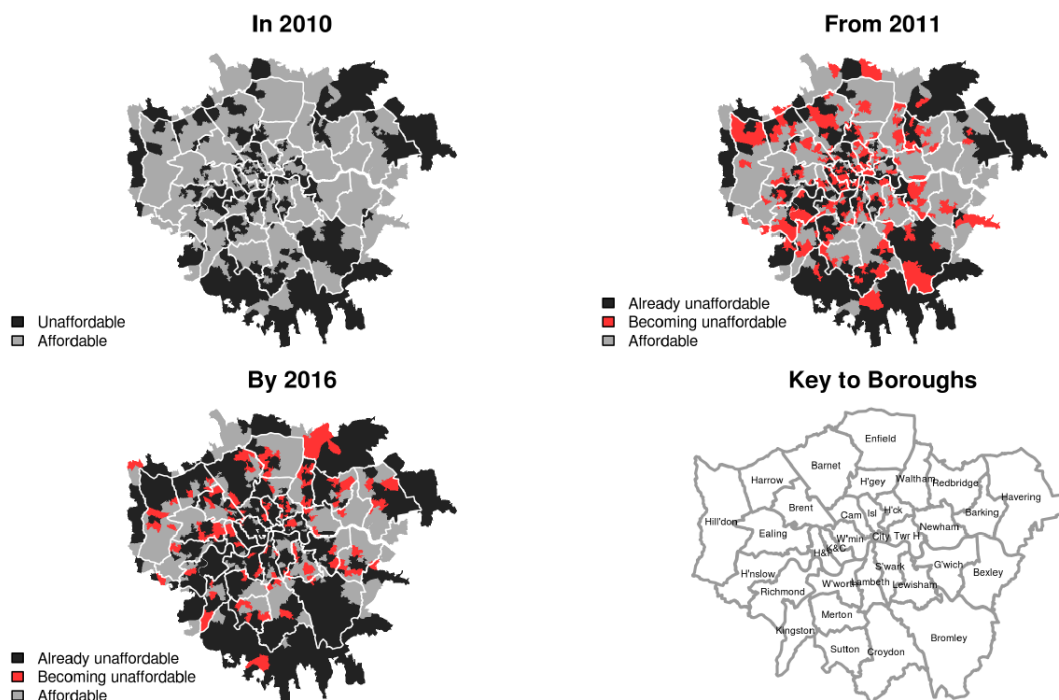 In 2010
Unaffordable
Affordable
From 2011
Already unaffordable
Becoming unaffordable
Affordable
By 2016
Already unaffordable
Becoming unaffordable
Affordable
Key to Boroughs
Enfield
Barnet
Harrow
H'gey
Waltham
Redbridge
Havering
Hill'don
Brent
Cam
Isl
H'ck
Barking
Ealing
W'min
City
Twr H
Newham
K&C
H&F
H'nslow
S'wark
G'wich
Bexley
Richmond
W'worth
Lambeth
Lewisham
Merton
Kingston
Bromley
Sutton
Croydon